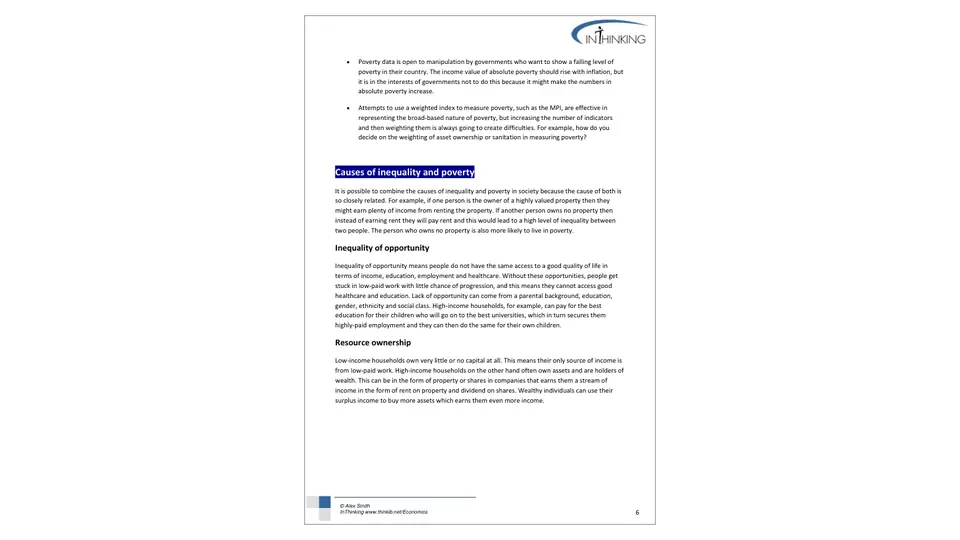 INTHINKING
• Poverty data is open to manipulation by governments who want to show a falling level of
poverty in their country. The income value of absolute poverty should rise with inflation, but
it is in the interests of governments not to do this because it might make the numbers in
absolute poverty increase.
• Attempts to use a weighted index to measure poverty, such as the MPI, are effective in
representing the broad-based nature of poverty, but increasing the number of indicators
and then weighting them is always going to create difficulties. For example, how do you
decide on the weighting of asset ownership or sanitation in measuring poverty?
Causes of inequality and poverty
It is possible to combine the causes of inequality and poverty in society because the cause of both is
so closely related. For example, if one person is the owner of a highly valued property then they
might earn plenty of income from renting the property. If another person owns no property then
instead of earning rent they will pay rent and this would lead to a high level of inequality between
two people. The person who owns no property is also more likely to live in poverty.
Inequality of opportunity
Inequality of opportunity means people do not have the same access to a good quality of life in
terms of income, education, employment and healthcare. Without these opportunities, people get
stuck in low-paid work with little chance of progression, and this means they cannot access good
healthcare and education. Lack of opportunity can come from a parental background, education,
gender, ethnicity and social class. High-income households, for example, can pay for the best
education for their children who will go on to the best universities, which in turn secures them
highly-paid employment and they can then do the same for their own children.
Resource ownership
Low-income households own very little or no capital at all. This means their only source of income is
from low-paid work. High-income households on the other hand often own assets and are holders of
wealth. This can be in the form of property or shares in companies that earns them a stream of
income in the form of rent on property and dividend on shares. Wealthy individuals can use their
surplus income to buy more assets which earns them even more income.
© Alex Smith
InThinking www.thinkib.net/Economics
6